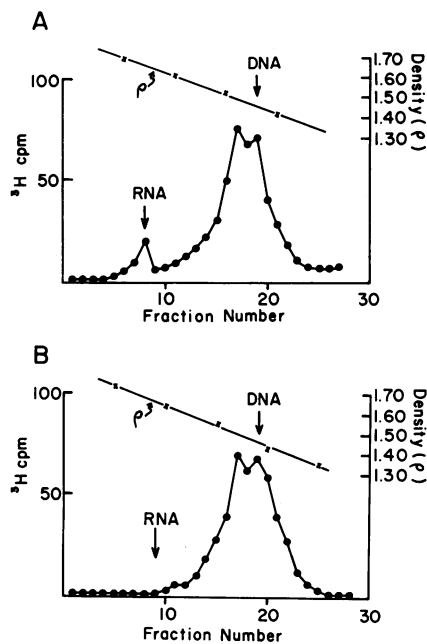 A
100
50
³H cpm
ρ
RNA
DNA
1.70
1.60
1.50
1.40
1.30
Density (ρ)
10
20
30
Fraction Number
B
100
50
³H cpm
ρ
RNA
DNA
1.70
1.60
1.50
1.40
1.30
Density (ρ)
10
20
30
Fraction Number